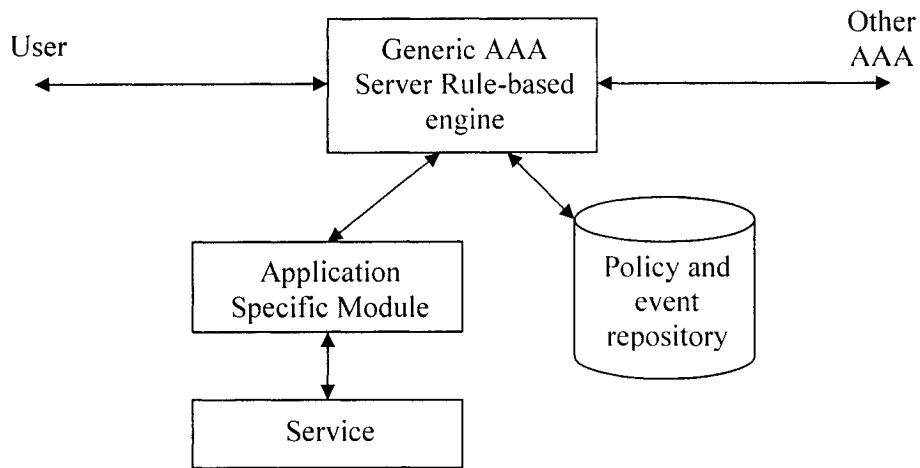 User
Generic AAA
Server Rule-based
engine
Other
AAA
Application
Specific Module
Policy and
event
repository
Service